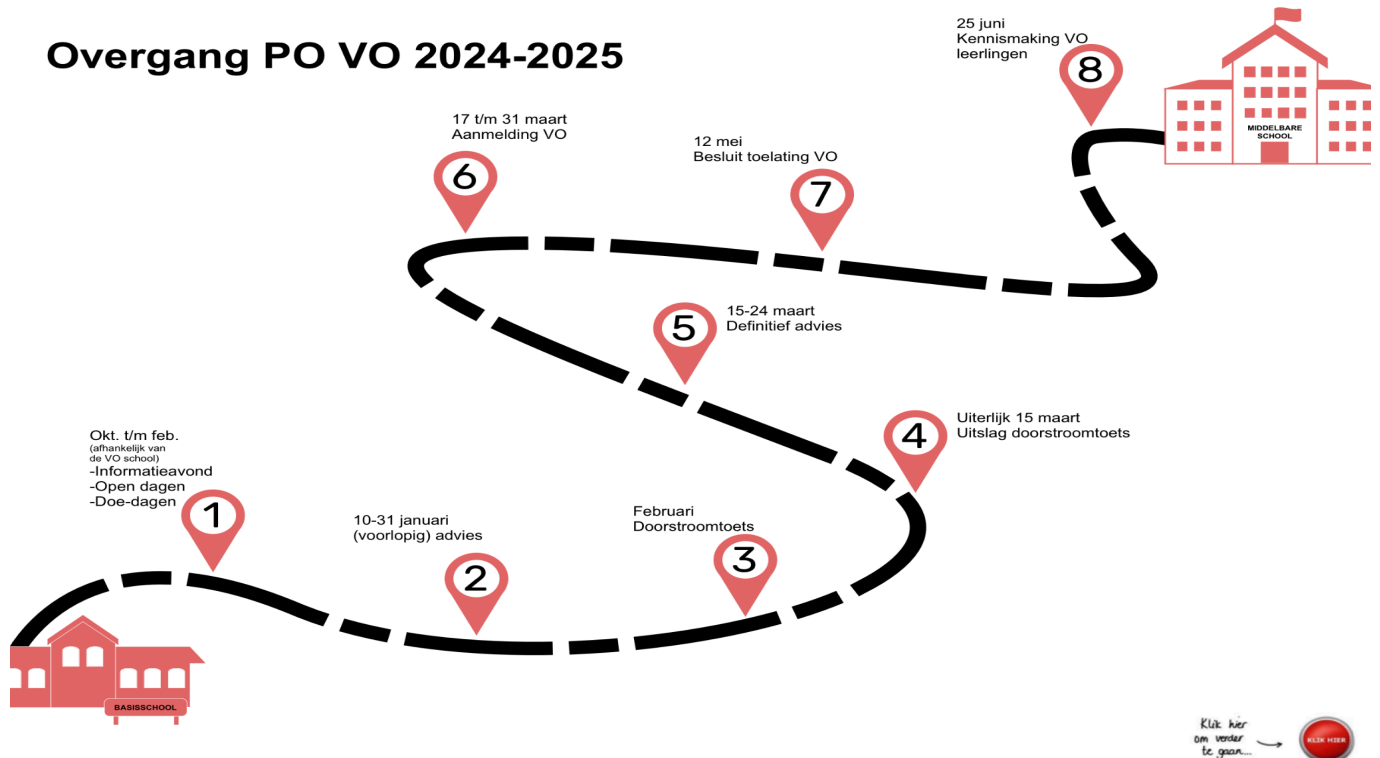 Overgang PO VO 2024-2025
25 juni
Kennismaking VO
leerlingen
8
MIDDELBARE
SCHOOL
17 t/m 31 maart
Aanmelding VO
6
12 mei
Besluit toelating VO
7
15-24 maart
Definitief advies
5
Uiterlijk 15 maart
Uitslag doorstroomtoets
4
Okt. t/m feb.
(afhankelijk van
de VO school)
-Informatieavond
-Open dagen
-Doe-dagen
1
10-31 januari
(voorlopig) advies
2
Februari
Doorstroomtoets
3
BASISSCHOOL
Klik hier
om verder
te gaan...
KLIK HIER